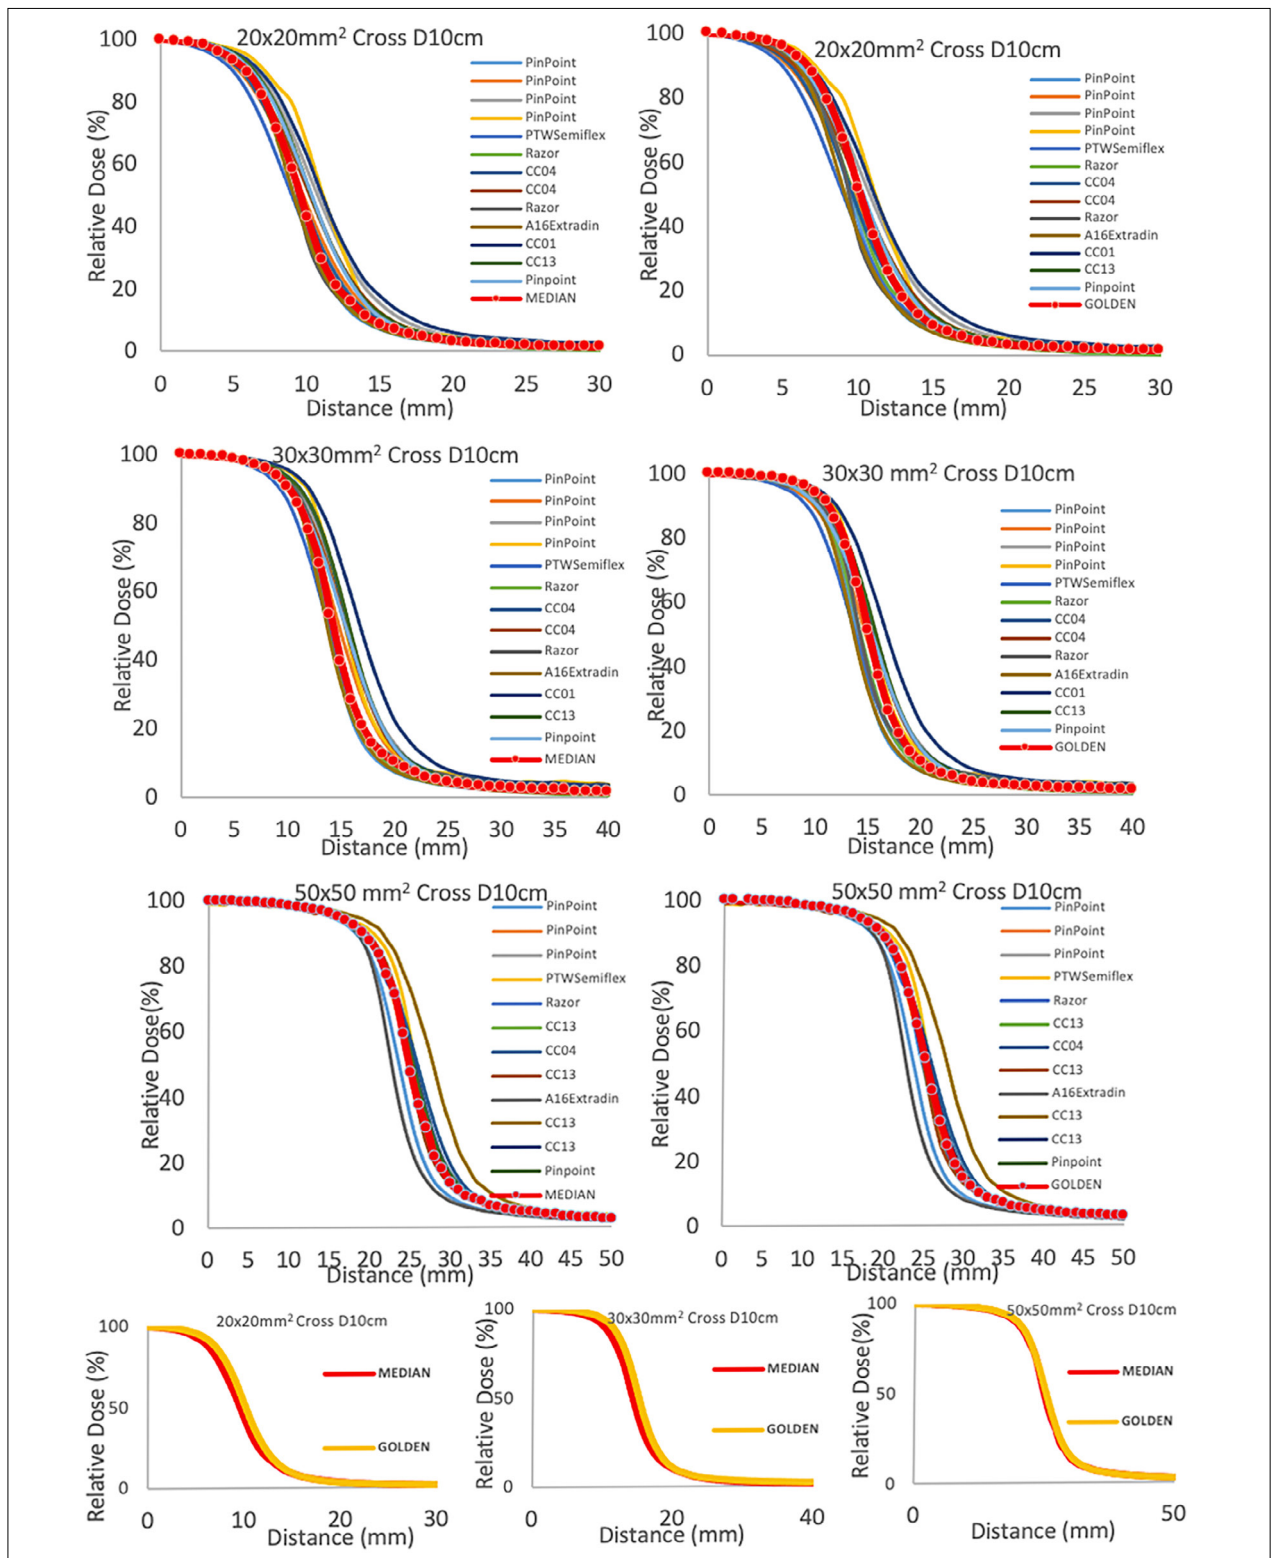 20x20mm² Cross D10cm
100
80
60
40
20
0
Relative Dose (%)
PinPoint
PinPoint
PinPoint
PinPoint
PTWSemiflex
Razor
CC04
CC04
Razor
A16Extradin
CC01
CC13
Pinpoint
MEDIAN
0 5 10 15 20 25 30
Distance (mm)
20x20mm² Cross D10cm
100
80
60
40
20
0
Relative Dose (%)
PinPoint
PinPoint
PinPoint
PinPoint
PTWSemiflex
Razor
CC04
CC04
Razor
A16Extradin
CC01
CC13
Pinpoint
GOLDEN
0 5 10 15 20 25 30
Distance (mm)
30x30mm² Cross D10cm
100
80
60
40
20
0
Relative Dose (%)
PinPoint
PinPoint
PinPoint
PinPoint
PTWSemiflex
Razor
CC04
CC04
Razor
A16Extradin
CC01
CC13
Pinpoint
MEDIAN
0 5 10 15 20 25 30 35 40
Distance (mm)
30x30 mm² Cross D10cm
100
80
60
40
20
0
Relative Dose (%)
PinPoint
PinPoint
PinPoint
PinPoint
PTWSemiflex
Razor
CC04
CC04
Razor
A16Extradin
CC01
CC13
Pinpoint
GOLDEN
0 5 10 15 20 25 30 35 40
Distance (mm)
50x50 mm² Cross D10cm
100
80
60
40
20
0
Relative Dose(%)
PinPoint
PinPoint
PinPoint
PTWSemiflex
Razor
CC13
CC04
CC13
A16Extradin
CC13
CC13
Pinpoint
MEDIAN
0 5 10 15 20 25 30 35 40 45 50
Distance (mm)
50x50 mm² Cross D10cm
100
80
60
40
20
0
Relative Dose(%)
PinPoint
PinPoint
PinPoint
PTWSemiflex
Razor
CC13
CC04
CC13
A16Extradin
CC13
CC13
Pinpoint
GOLDEN
0 5 10 15 20 25 30 35 40 45 50
Distance (mm)
20x20mm² Cross D10cm
100
50
0
Relative Dose (%)
MEDIAN
GOLDEN
0 10 20 30
Distance (mm)
30x30mm² Cross D10cm
100
50
0
Relative Dose(%)
MEDIAN
GOLDEN
0 20 40
Distance (mm)
50x50mm² Cross D10cm
100
50
0
Relative Dose(%)
MEDIAN
GOLDEN
0 50
Distance (mm)